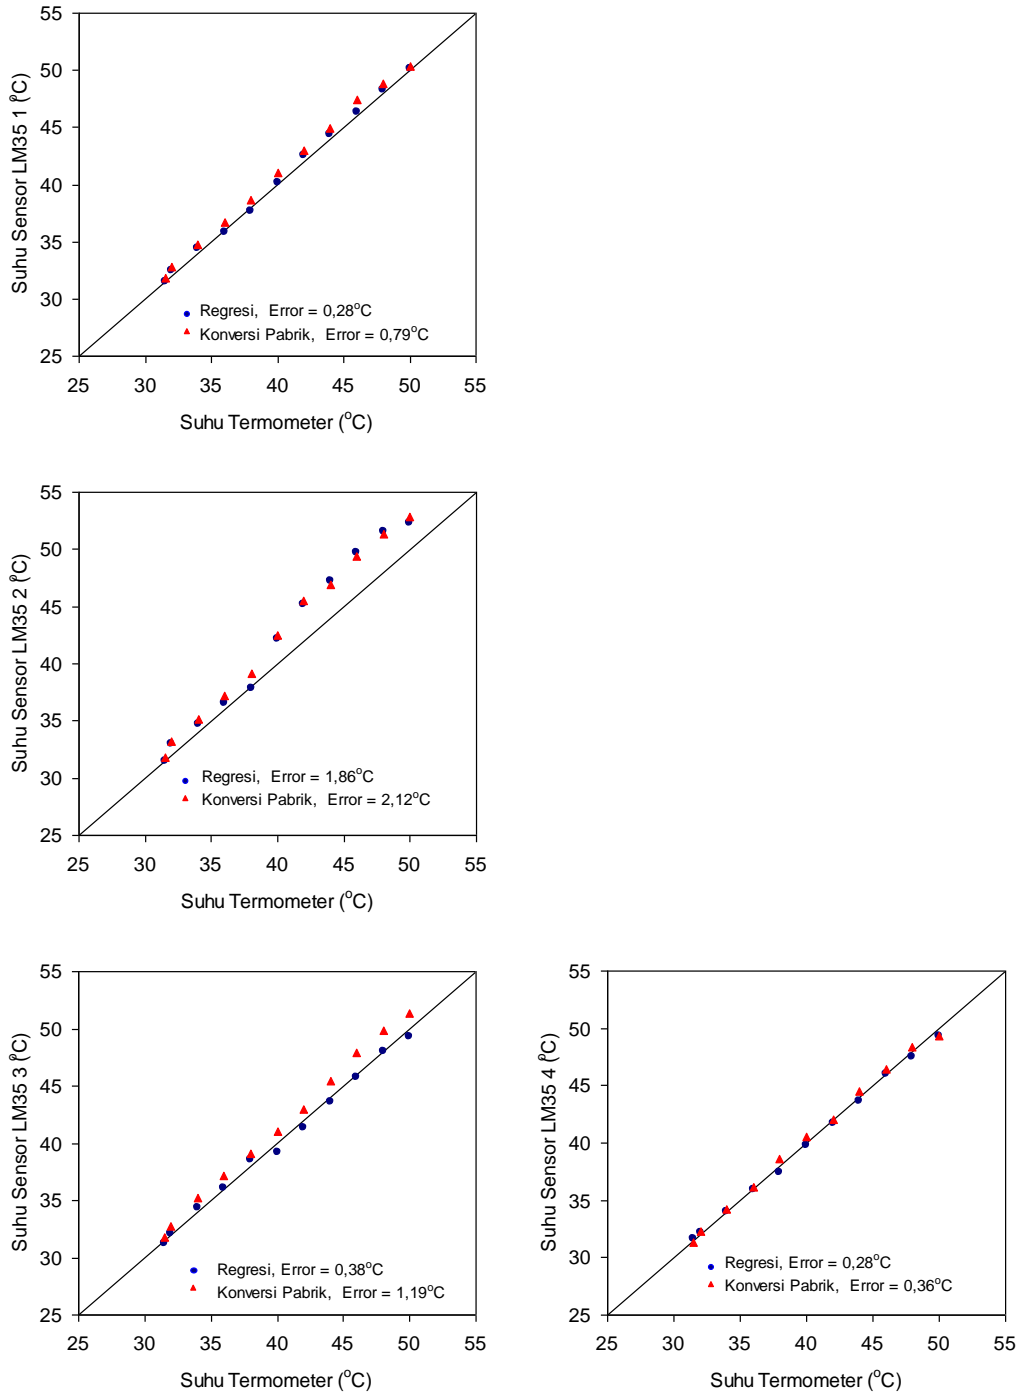 55
50
45
40
35
30
25
Suhu Sensor LM35 1 (°C)
Regresi, Error = 0,28°C
Konversi Pabrik, Error = 0,79°C
25 30 35 40 45 50 55
Suhu Termometer (°C)
55
50
45
40
35
30
25
Suhu Sensor LM35 2 (°C)
Regresi, Error = 1,86°C
Konversi Pabrik, Error = 2,12°C
25 30 35 40 45 50 55
Suhu Termometer (°C)
55
50
45
40
35
30
25
Suhu Sensor LM35 3 (°C)
Regresi, Error = 0,38°C
Konversi Pabrik, Error = 1,19°C
25 30 35 40 45 50 55
Suhu Termometer (°C)
55
50
45
40
35
30
25
Suhu Sensor LM35 4 (°C)
Regresi, Error = 0,28°C
Konversi Pabrik, Error = 0,36°C
25 30 35 40 45 50 55
Suhu Termometer (°C)